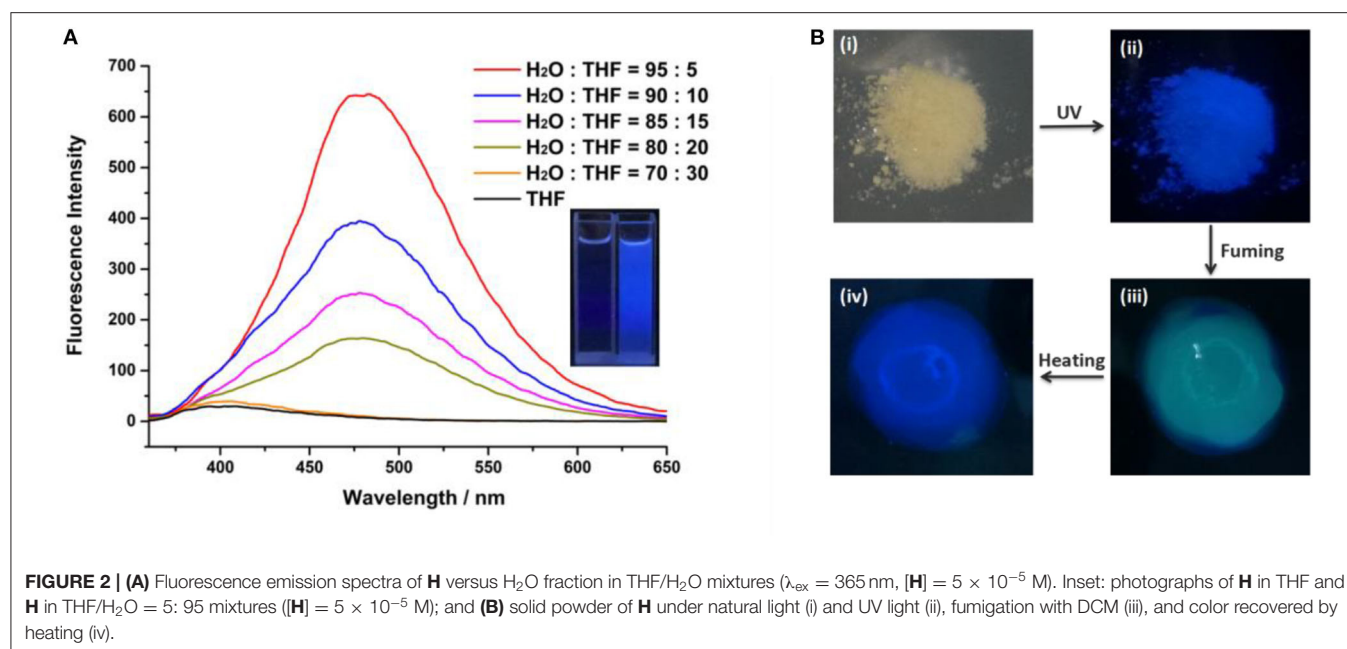 A
700
600
500
400
300
200
100
0
400
450
500
550
600
650
Fluorescence Intensity
Wavelength / nm
H₂O : THF = 95 : 5
H₂O : THF = 90 : 10
H₂O : THF = 85 : 15
H₂O : THF = 80 : 20
H₂O : THF = 70 : 30
THF
B
(i)
UV
(ii)
Fuming
(iii)
Heating
(iv)
FIGURE 2 | (A) Fluorescence emission spectra of H versus H₂O fraction in THF/H₂O mixtures (λex = 365 nm, [H] = 5 × 10⁻⁵ M). Inset: photographs of H in THF and
H in THF/H₂O = 5: 95 mixtures ([H] = 5 × 10⁻⁵ M); and (B) solid powder of H under natural light (i) and UV light (ii), fumigation with DCM (iii), and color recovered by
heating (iv).